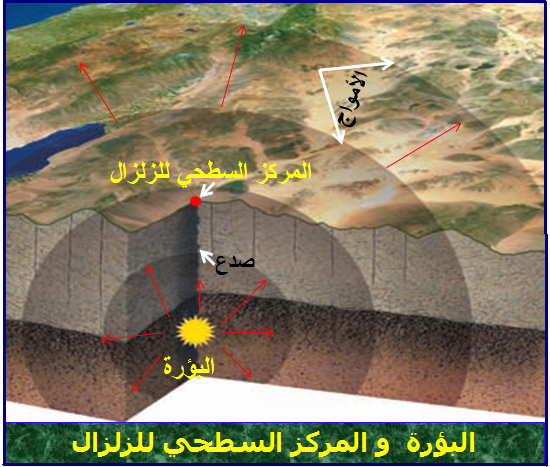 الأمواج
المركز السطحي للزلزال
صدع
البؤرة
البؤرة و المركز السطحي للزلزال